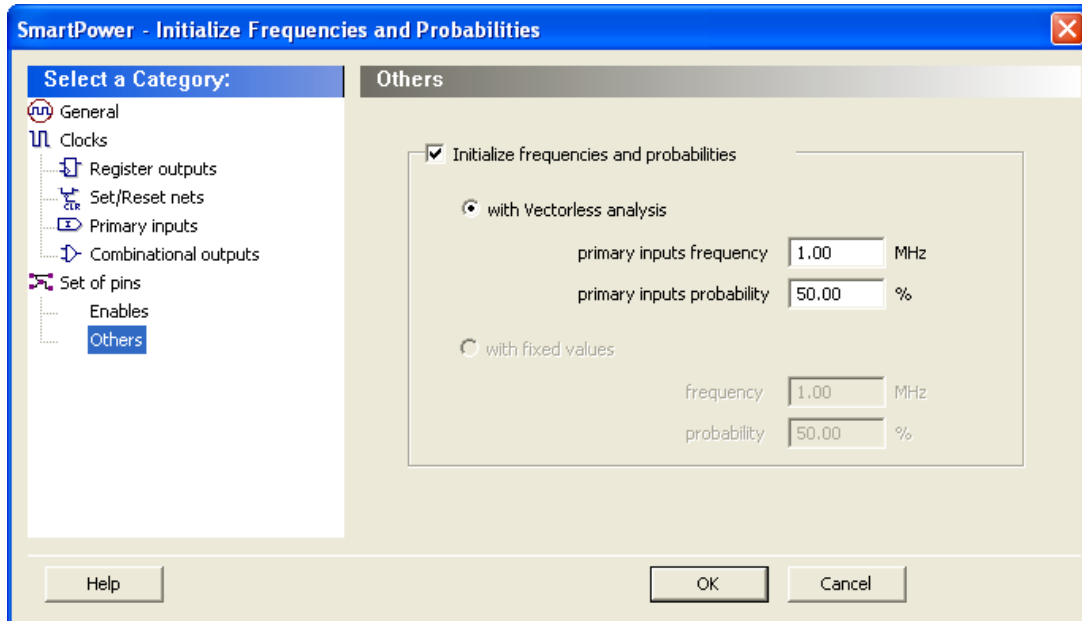 SmartPower - Initialize Frequencies and Probabilities
Select a Category:
General
Clocks
Register outputs
CLR
Set/Reset nets
Primary inputs
Combinational outputs
Set of pins
Enables
Others
Others
Initialize frequencies and probabilities
with Vectorless analysis
primary inputs frequency 1.00 MHz
primary inputs probability 50.00 %
with fixed values
frequency 1.00 MHz
probability 50.00 %
Help OK Cancel